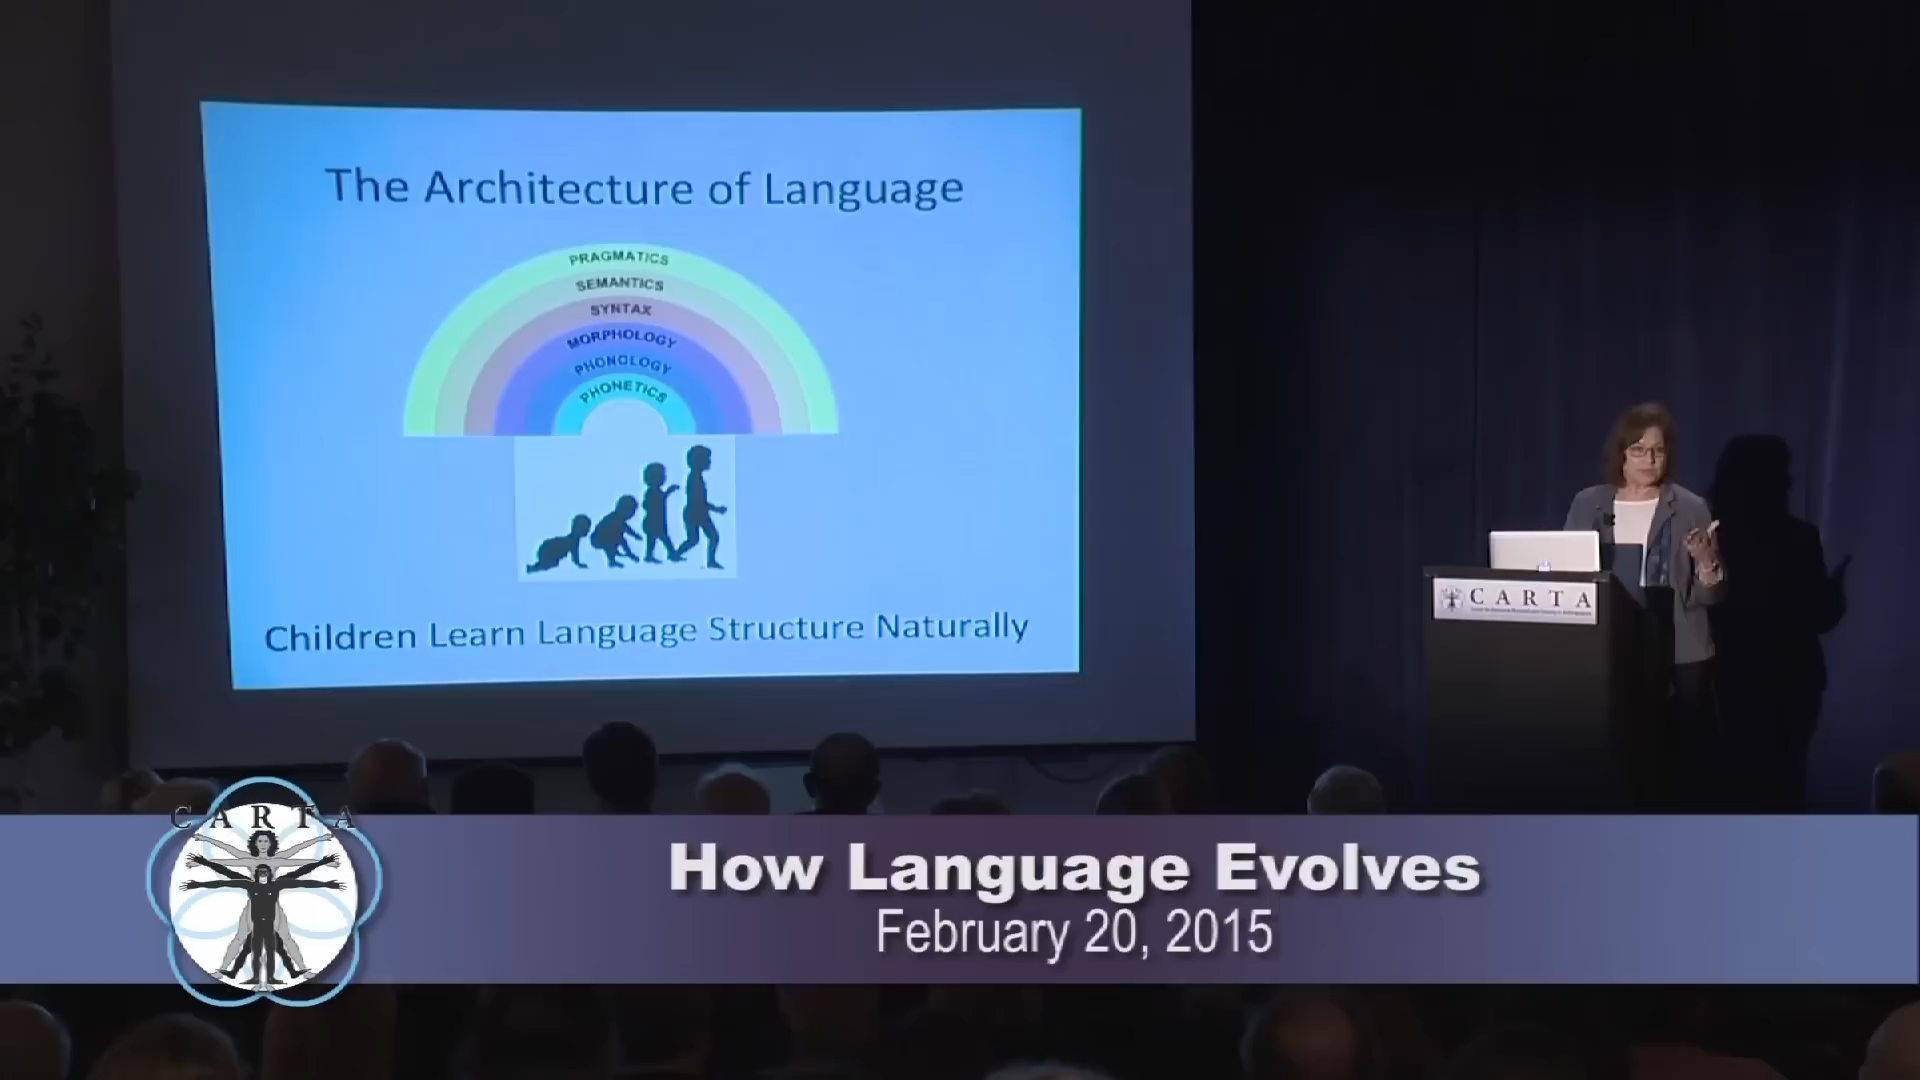 The Architecture of Language
PRAGMATICS
SEMANTICS
SYNTAX
MORPHOLOGY
PHONOLOGY
PHONETICS
Children Learn Language Structure Naturally
CARTA
CARTA
How Language Evolves
February 20, 2015